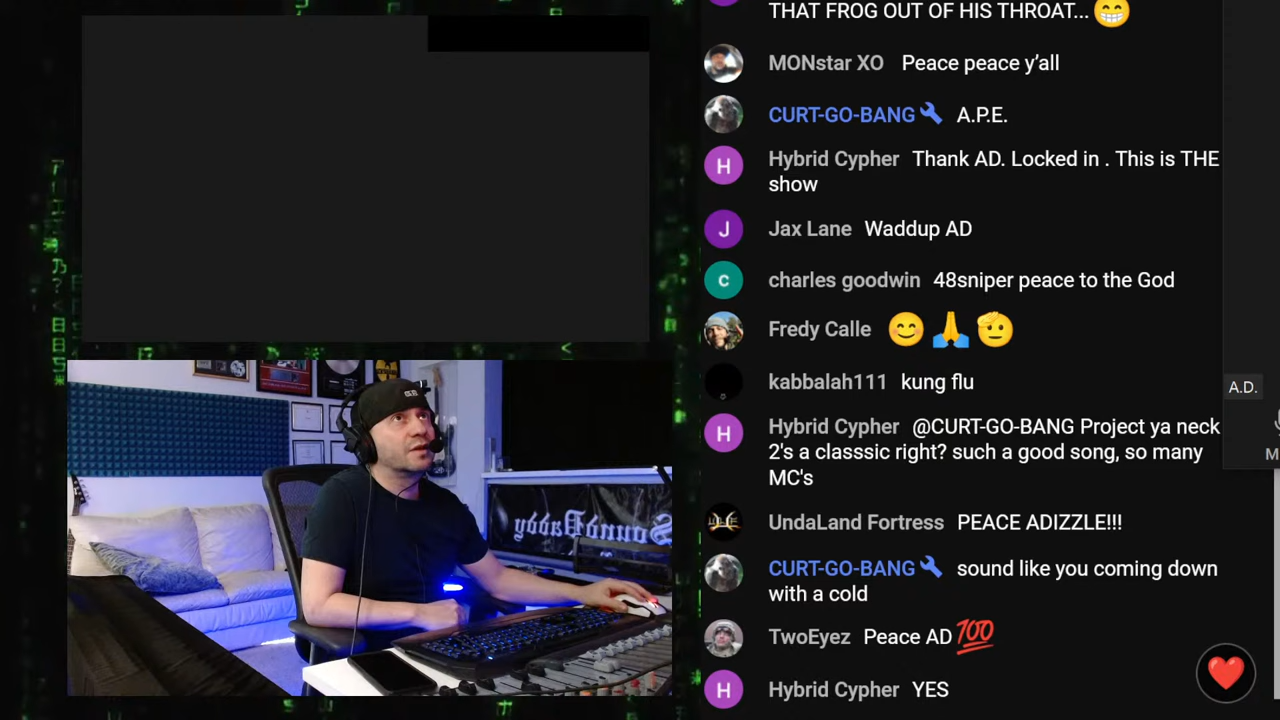 THAT FROG OUT OF HIS THROAT... 😁
MONstar XO Peace peace y’all
CURT-GO-BANG A.P.E.
Hybrid Cypher Thank AD. Locked in . This is THE
show
Jax Lane Waddup AD
charles goodwin 48sniper peace to the God
Fredy Calle 😊🙏🫡
kabbalah111 kung flu
A.D.
Hybrid Cypher @CURT-GO-BANG Project ya neck
2's a classsic right? such a good song, so many
MC's
UndaLand Fortress PEACE ADIZZLE!!!
CURT-GO-BANG sound like you coming down
with a cold
TwoEyez Peace AD 💯
Hybrid Cypher YES
SoundDaddy